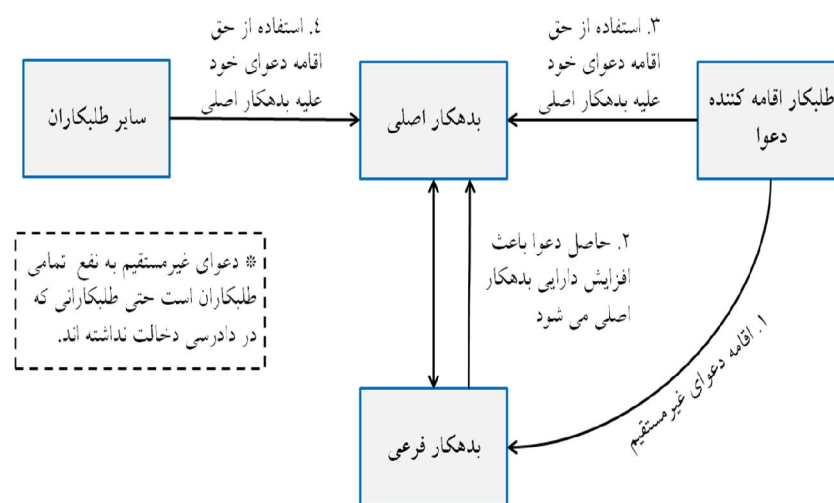 ۳. استفاده از حق
اقامه دعوای خود
علیه بدهکار اصلی
۴. استفاده از حق
اقامه دعوای خود
علیه بدهکار اصلی
طلبکار اقامه کننده
دعوا
بدهکار اصلی
سایر طلبکاران
۲. حاصل دعوا باعث
افزایش دارایی بدهکار
اصلی می شود
* دعوای غیرمستقیم به نفع تمامی
طلبکاران است حتی طلبکارانی که
در دادرسی دخالت نداشته اند.
۱. اقامه دعوای غیرمستقیم
بدهکار فرعی